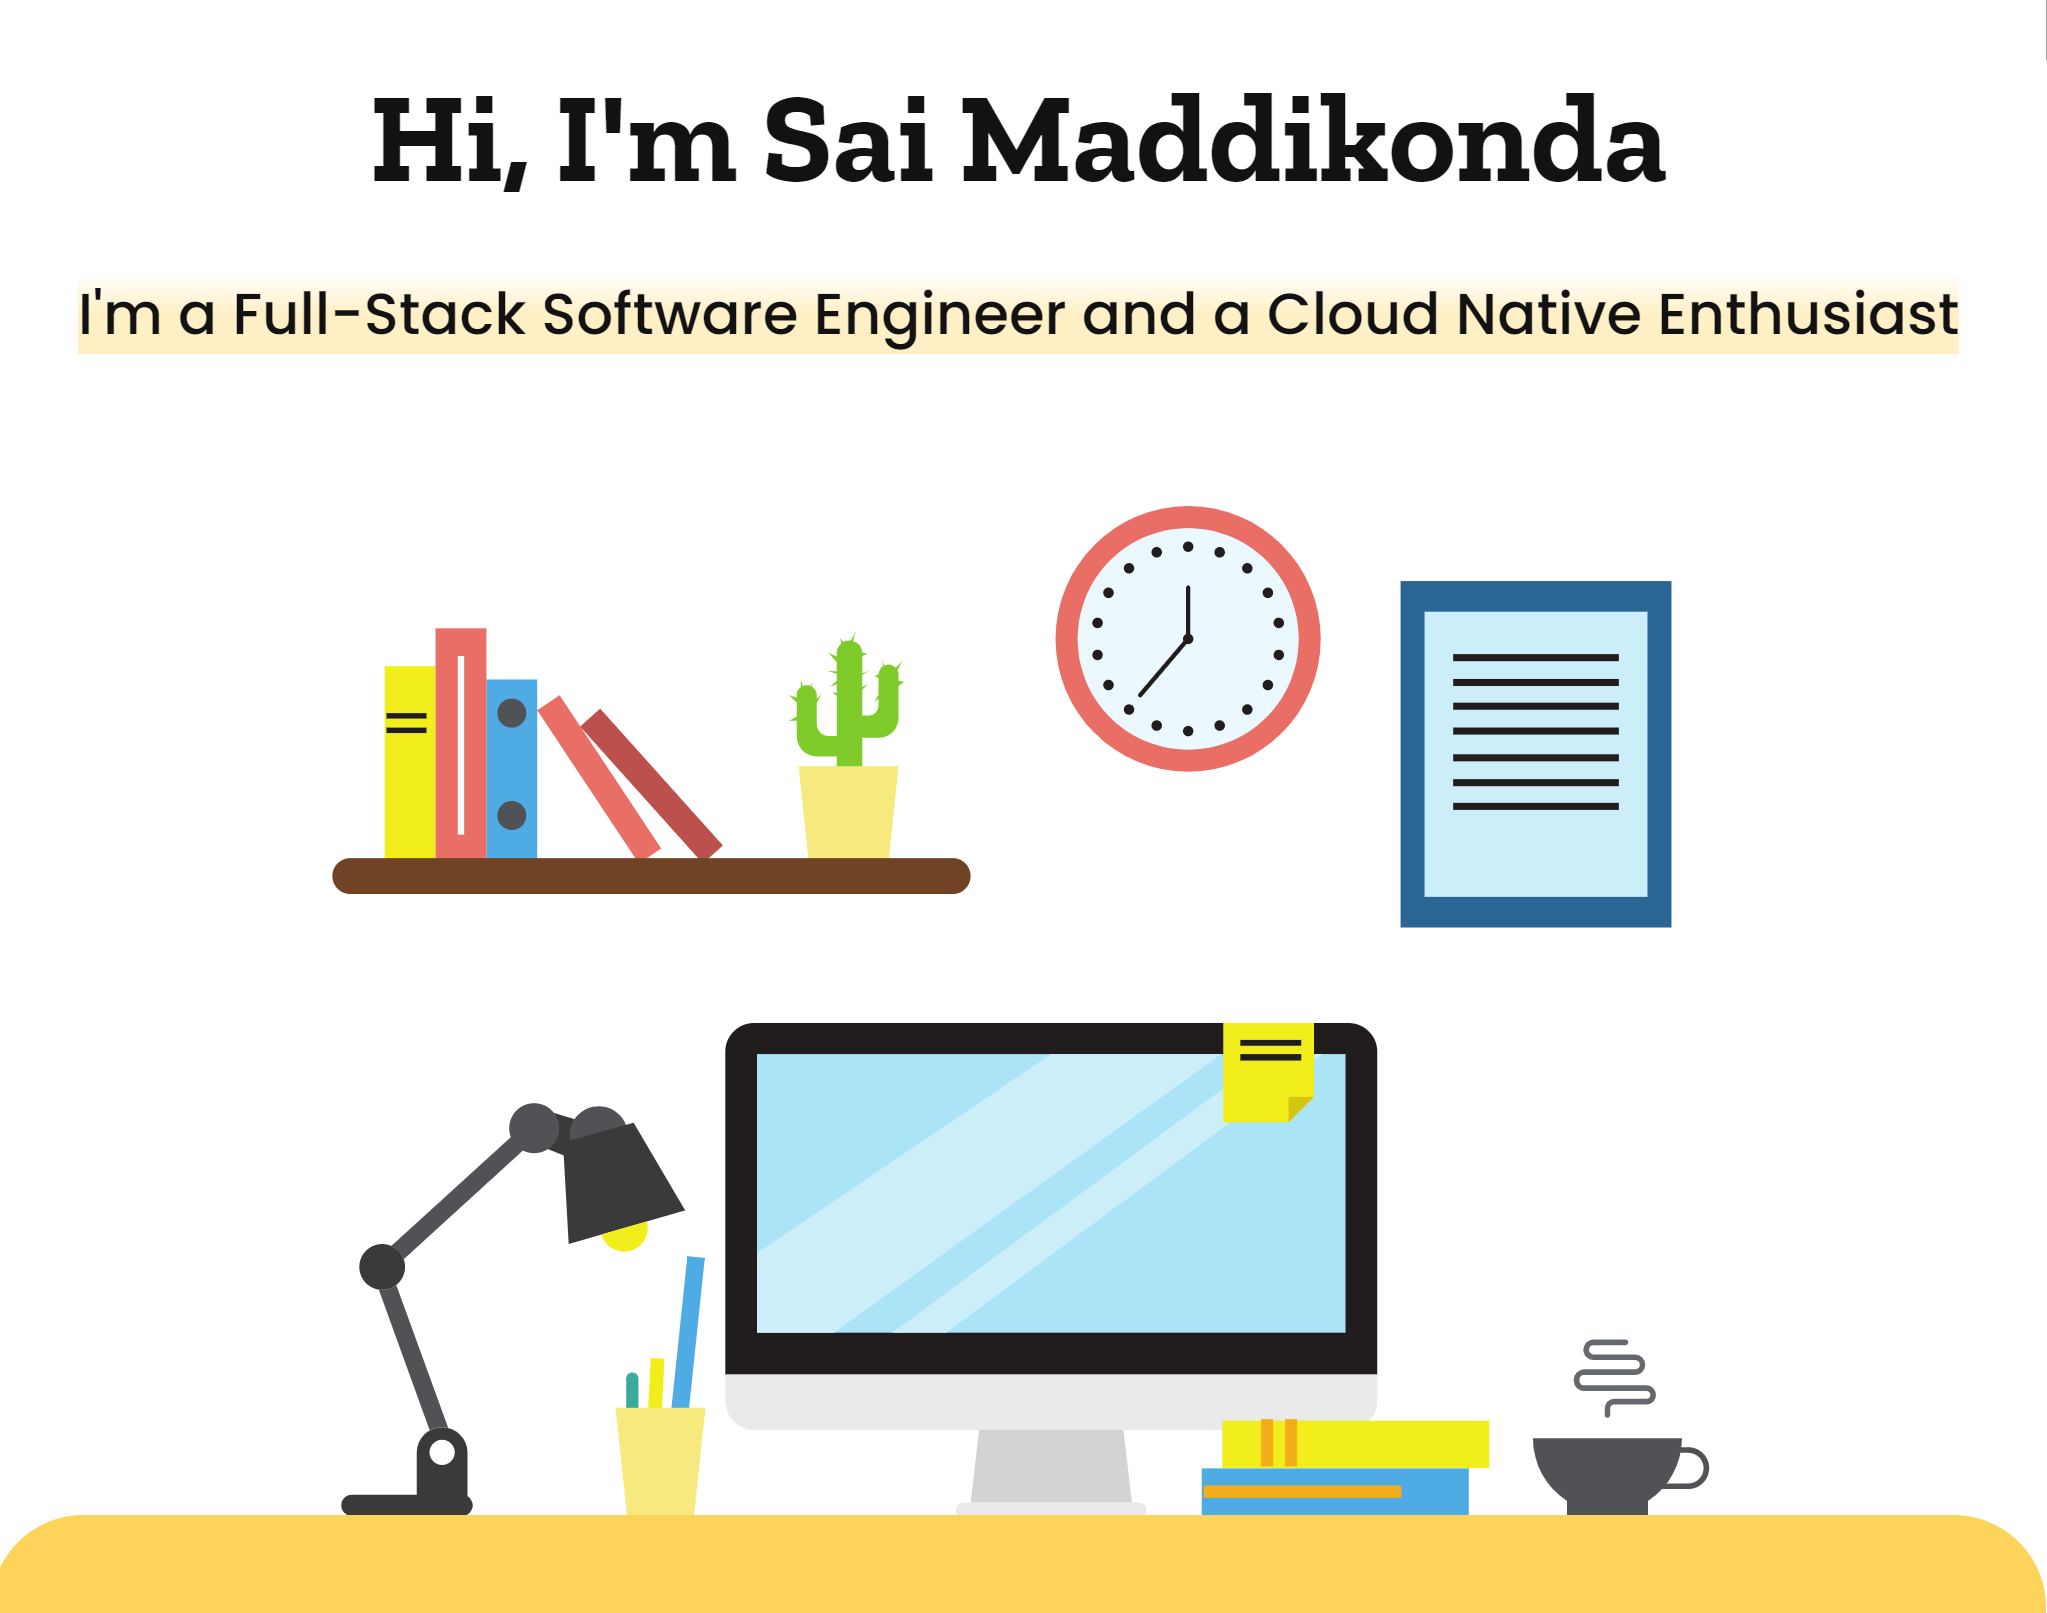 Hi, I'm Sai Maddikonda
I'm a Full-Stack Software Engineer and a Cloud Native Enthusiast